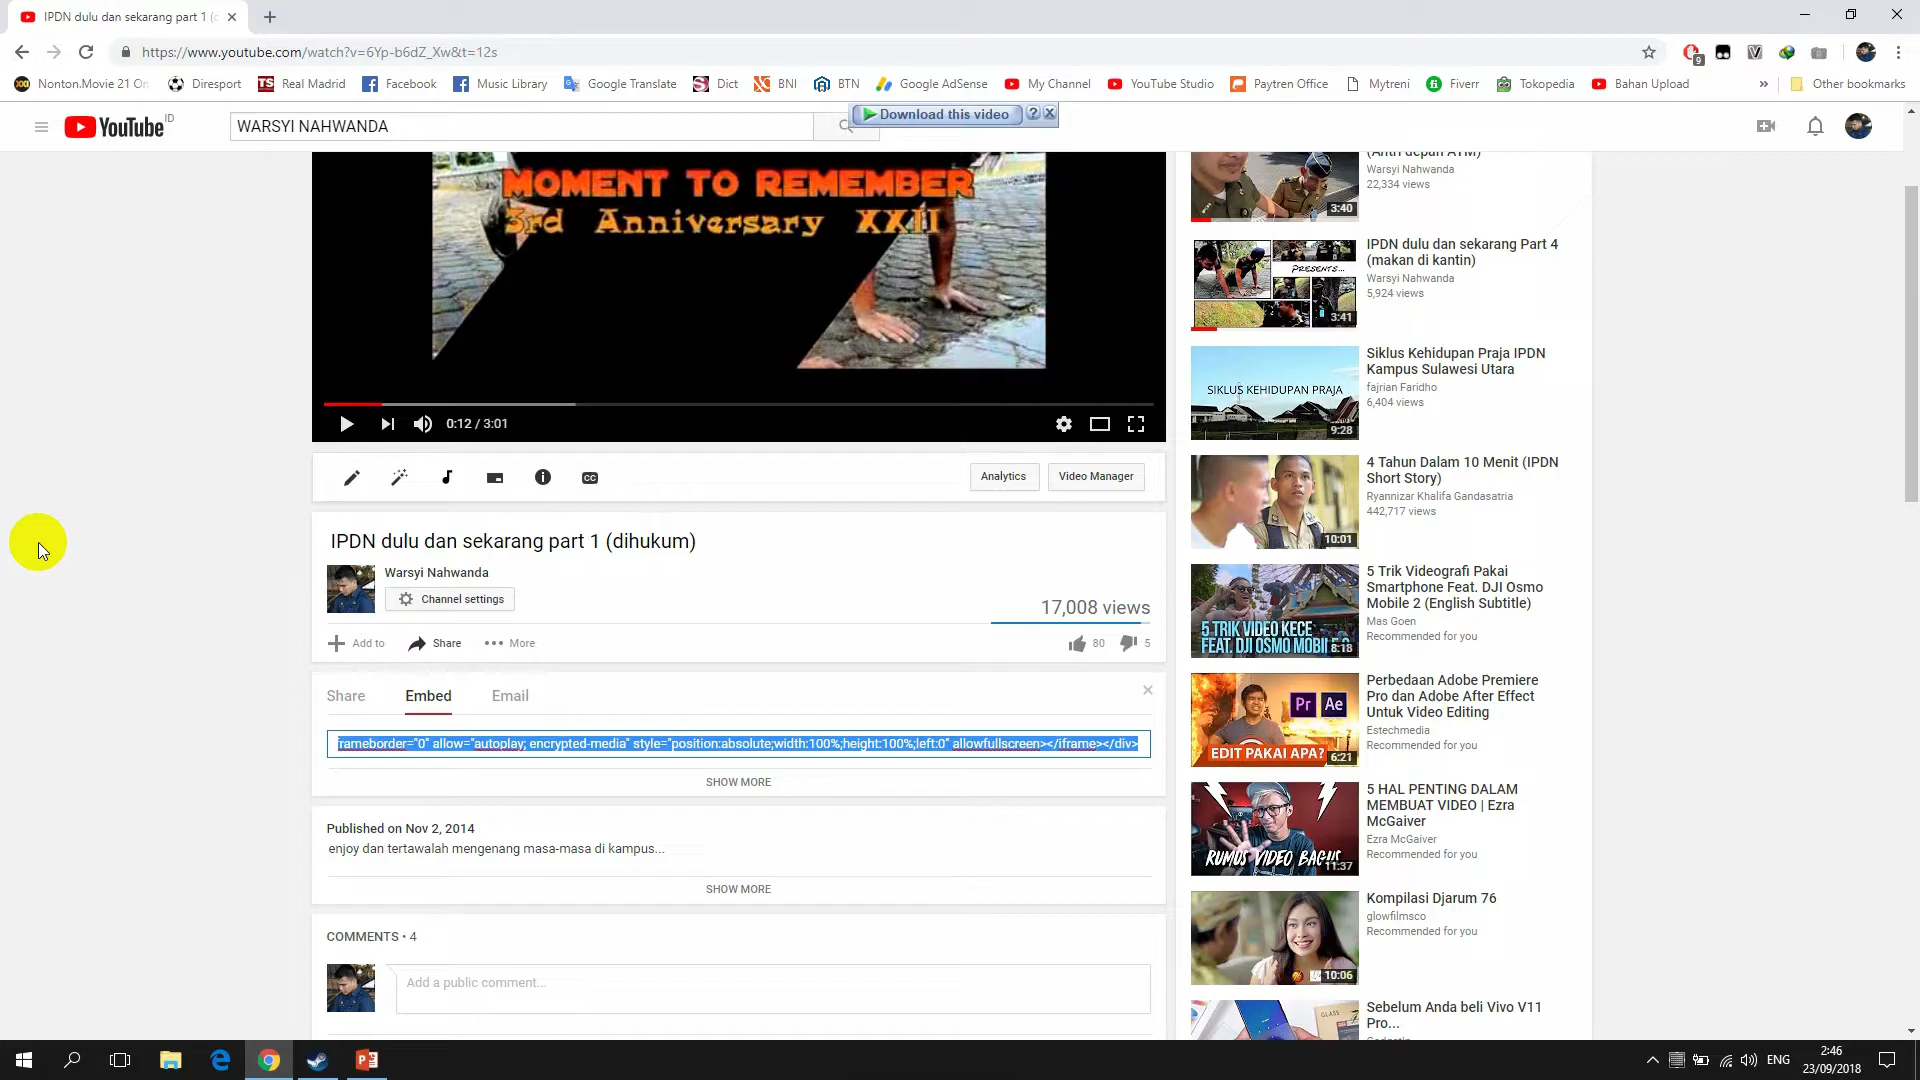 IPDN dulu dan sekarang part 1 (
https://www.youtube.com/watch?v=6Yp-b6dZ_Xw&t=12s
9
Nonton.Movie 21 On
Diresport
TS
Real Madrid
Facebook
Music Library
Google Translate
Dict
BNI
BTN
Google AdSense
My Channel
YouTube Studio
Paytren Office
Mytreni
Fiverr
Tokopedia
Bahan Upload
»
Other bookmarks
YouTube ID
WARSYI NAHWANDA
Download this video
?
MOMENT TO REMEMBER
3rd Anniversary XXII
0:12 / 3:01
CC
Analytics
Video Manager
IPDN dulu dan sekarang part 1 (dihukum)
Warsyi Nahwanda
Channel settings
17,008 views
Add to
Share
More
80
5
Share
Embed
Email
frameborder="0" allow="autoplay; encrypted-media" style="position:absolute;width:100%;height:100%;left:0" allowfullscreen></iframe></div>
SHOW MORE
Published on Nov 2, 2014
enjoy dan tertawalah mengenang masa-masa di kampus...
SHOW MORE
COMMENTS • 4
Add a public comment...
(Antri depan ATM)
Warsyi Nahwanda
22,334 views
3:40
IPDN dulu dan sekarang Part 4
(makan di kantin)
Warsyi Nahwanda
5,924 views
PRESENTS...
3:41
Siklus Kehidupan Praja IPDN
Kampus Sulawesi Utara
fajrian Faridho
6,404 views
SIKLUS KEHIDUPAN PRAJA
9:28
4 Tahun Dalam 10 Menit (IPDN
Short Story)
Ryannizar Khalifa Gandasatria
442,717 views
10:01
5 Trik Videografi Pakai
Smartphone Feat. DJI Osmo
Mobile 2 (English Subtitle)
Mas Goen
Recommended for you
5 TRIK VIDEO KECE
FEAT. DJI OSMO MOBIL
8:18
Perbedaan Adobe Premiere
Pro dan Adobe After Effect
Untuk Video Editing
Estechmedia
Recommended for you
Pr
Ae
EDIT PAKAI APA?
6:21
5 HAL PENTING DALAM
MEMBUAT VIDEO | Ezra
McGaiver
Ezra McGaiver
Recommended for you
RUMUS VIDEO BAGUS
11:37
Kompilasi Djarum 76
glowfilmsco
Recommended for you
10:06
Sebelum Anda beli Vivo V11
Pro...
GLASS
ENG
2:46
23/09/2018